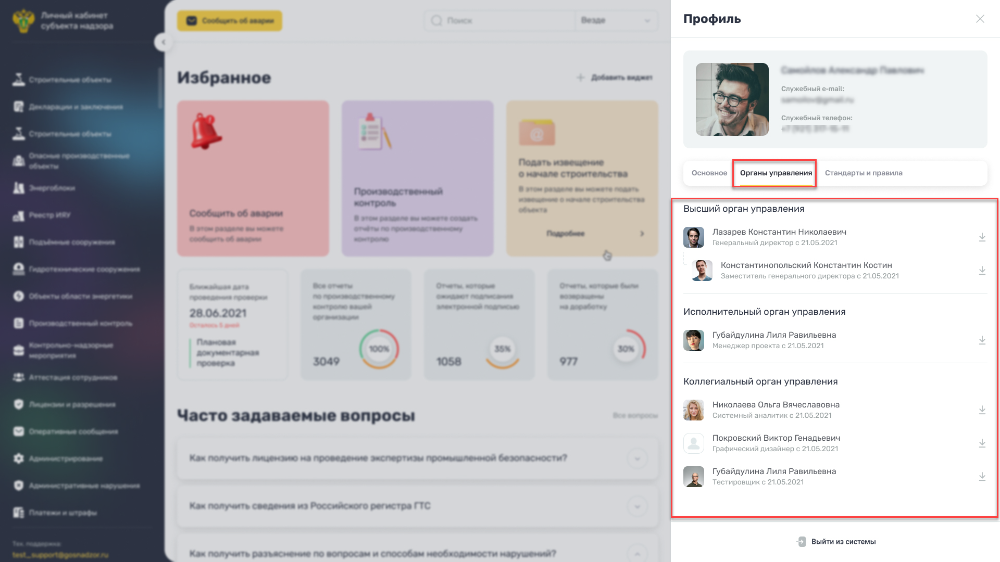 Личный кабинет
субъекта надзора
Строительные объекты
Декларации и заключения
Строительные объекты
Опасные производственные
объекты
Энергоблоки
Реестр ИЯУ
Подъёмные сооружения
Гидротехнические сооружения
Объекты области энергетики
Производственный контроль
Контрольно-надзорные
мероприятия
Аттестация сотрудников
Лицензии и разрешения
Оперативные сообщения
Администрирование
Административные нарушения
Платежи и штрафы
Тех. поддержка:
test_support@gosnadzor.ru
Сообщить об аварии
Поиск
Везде
Избранное
Добавить виджет
Сообщить об аварии
В этом разделе вы можете
сообщить об аварии
Производственный
контроль
В этом разделе вы можете создать
отчёты по производственному
контролю
Подать извещение
о начале строительства
В этом разделе вы можете подать
извещение о начале строительства
объекта
Подробнее
Ближайшая дата
проведения проверки
28.06.2021
Осталось 5 дней
Плановая
документарная
проверка
Все отчеты
по производственному
контролю вашей
организации
3049
100%
Отчеты, которые
ожидают подписания
электронной подписью
1058
35%
Отчеты, которые были
возвращены
на доработку
977
30%
Часто задаваемые вопросы
Все вопросы
Как получить лицензию на проведение экспертизы промышленной безопасности?
Как получить сведения из Российского регистра ГТС
Как получить разъяснение по вопросам и способам необходимости нарушений?
Профиль
Самойлов Александр Павлович
Служебный e-mail:
samoilov@gmail.ru
Служебный телефон:
Основное
Органы управления
Стандарты и правила
Высший орган управления
Лазарев Константин Николаевич
Генеральный директор с 21.05.2021
Константинопольский Константин Костин
Заместитель генерального директора с 21.05.2021
Исполнительный орган управления
Губайдулина Лиля Равильевна
Менеджер проекта с 21.05.2021
Коллегиальный орган управления
Николаева Ольга Вячеславовна
Системный аналитик с 21.05.2021
Покровский Виктор Генадьевич
Графический дизайнер с 21.05.2021
Губайдулина Лиля Равильевна
Тестировщик с 21.05.2021
Выйти из системы